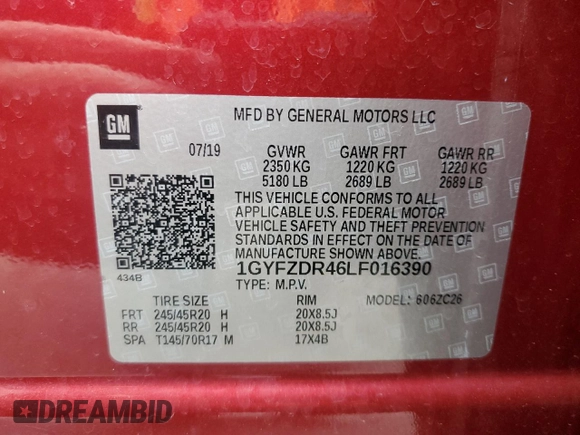 GM
MFD BY GENERAL MOTORS LLC
07/19 GVWR GAWR FRT GAWR RR
2350 KG 1220 KG 1220 KG
5180 LB 2689 LB 2689 LB
THIS VEHICLE CONFORMS TO ALL
APPLICABLE U.S. FEDERAL MOTOR
VEHICLE SAFETY AND THEFT PREVENTION
STANDARDS IN EFFECT ON THE DATE OF
MANUFACTURE SHOWN ABOVE.
434B
1GYFZDR46LF016390
TYPE: M.P.V. MODEL: 6O6ZC26
TIRE SIZE RIM
FRT 245/45R20 H 20X8.5J
RR 245/45R20 H 20X8.5J
SPA T145/70R17 M 17X4B
DREAMBID